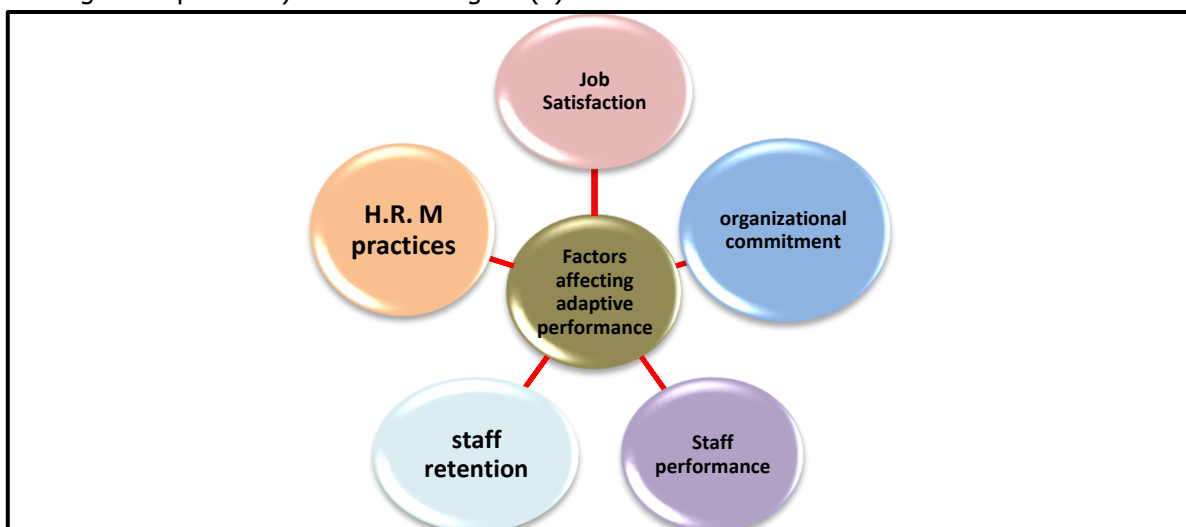 Job
Satisfaction
H.R. M
practices
organizational
commitment
Factors
affecting
adaptive
performance
staff
retention
Staff
performance